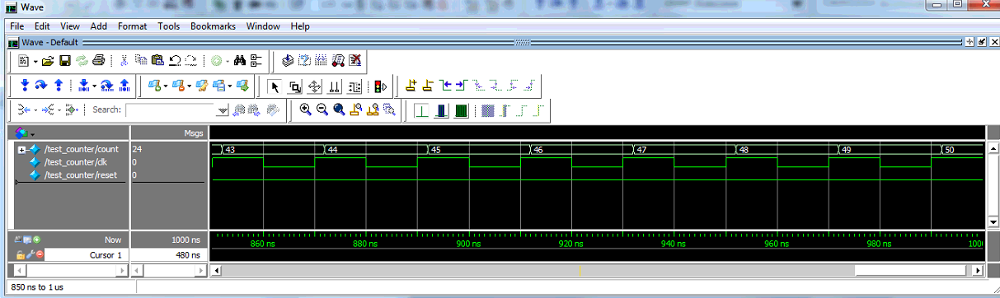 Wave
File Edit View Add Format Tools Bookmarks Window Help
Wave - Default
Search:
Msgs
/test_counter/count 24 43 44 45 46 47 48 49 50
/test_counter/clk 0
/test_counter/reset 0
Now 1000 ns 860 ns 880 ns 900 ns 920 ns 940 ns 960 ns 980 ns 1000
Cursor 1 480 ns
850 ns to 1 us